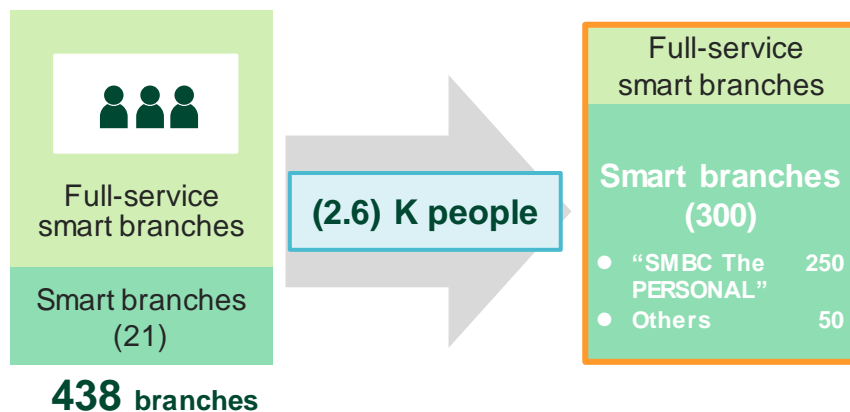 Full-service
smart branches
Smart branches
(21)
438 branches
(2.6) K people
Full-service
smart branches
Smart branches
(300)
● “SMBC The 250
PERSONAL”
● Others 50